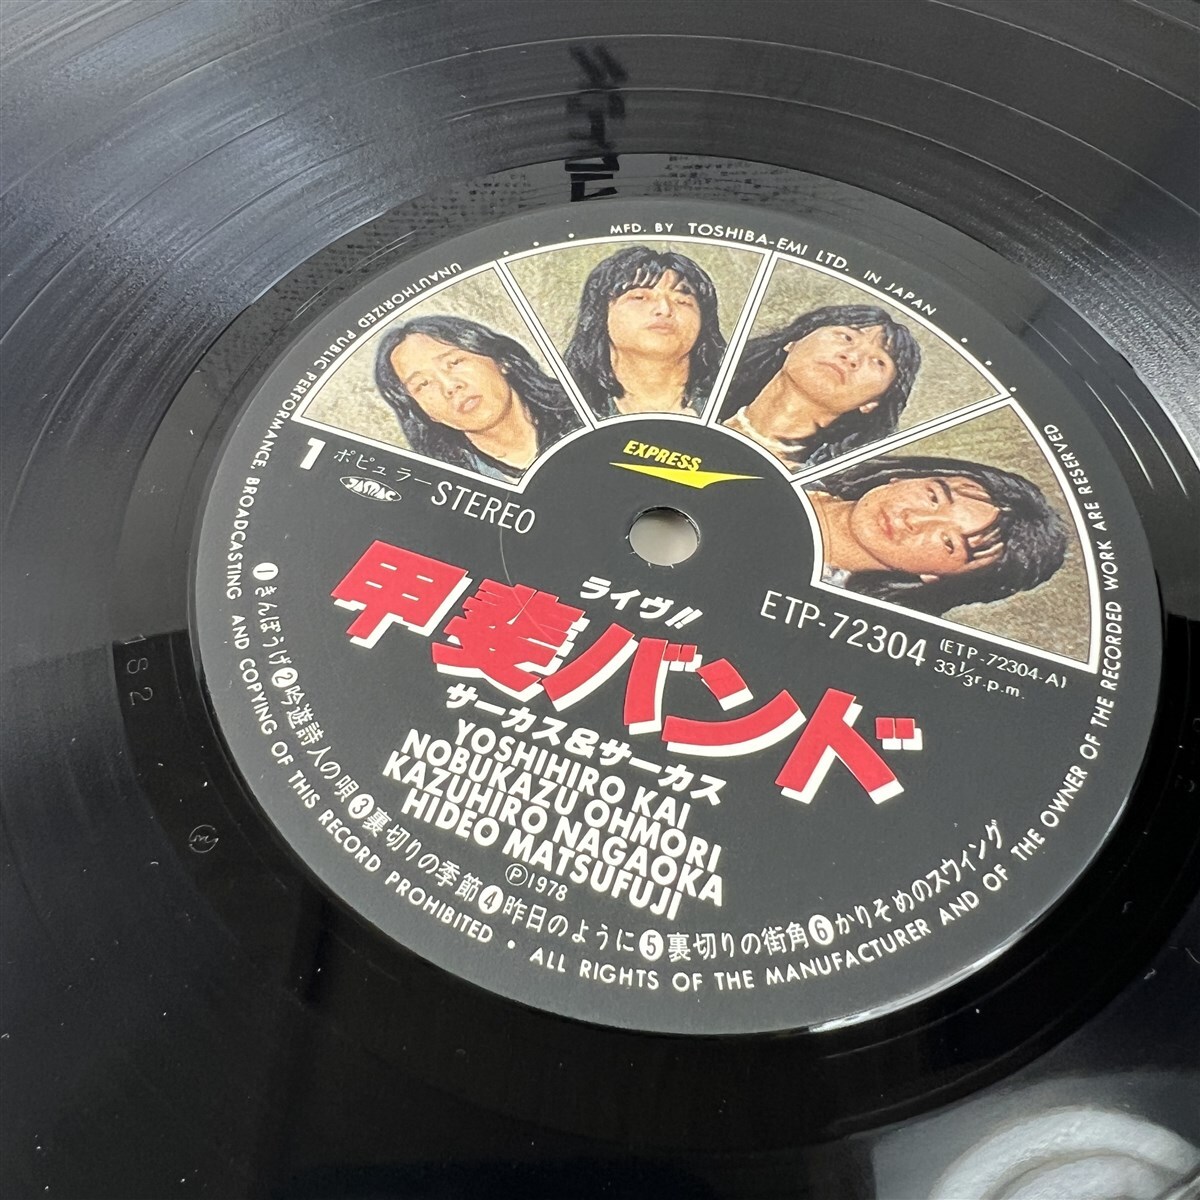 MFD. BY TOSHIBA-EMI LTD. IN JAPAN
UNAUTHORIZED PUBLIC PERFORMANCE, BROADCASTING AND COPYING OF THIS RECORD PROHIBITED • ALL RIGHTS OF THE MANUFACTURER AND OF THE OWNER OF THE RECORDED WORK ARE RESERVED
EXPRESS
1 ポピュラー
JASRAC STEREO
ETP-72304 (ETP-72304-A)
33 1/3 r.p.m.
ライヴ!!
甲斐バンド
サーカス&サーカス
YOSHIHIRO KAI
NOBUKAZU OHMORI
KAZUHIRO NAGAOKA
HIDEO MATSUFUJI
Ⓟ1978
❶きんぽうげ❷吟遊詩人の唄❸裏切りの季節❹昨日のように❺裏切りの街角❻かりそめのスウィング
1S2